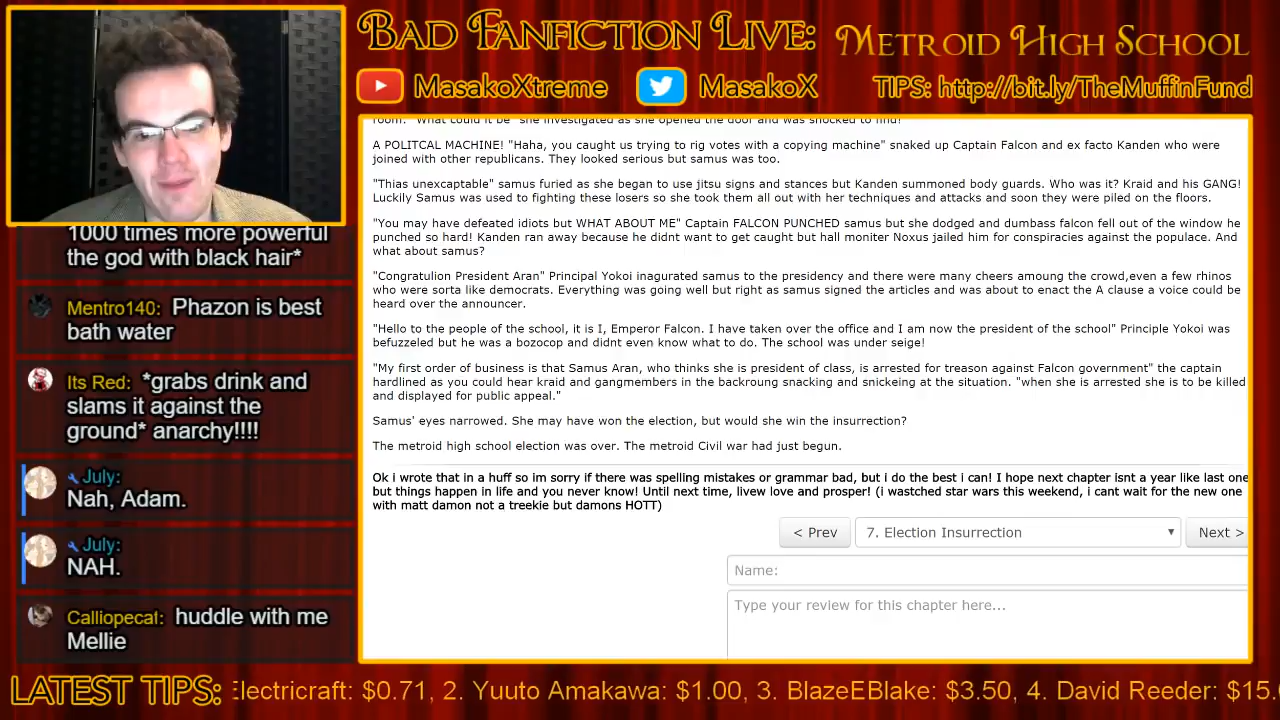 BAD FANFICTION LIVE: METROID HIGH SCHOOL
MasakoXtreme MasakoX TIPS: http://bit.ly/TheMuffinFund
1000 times more powerful
the god with black hair*
Mentro140: Phazon is best
bath water
Its Red: *grabs drink and
slams it against the
ground* anarchy!!!!
July:
Nah, Adam.
July:
NAH.
Calliopecat: huddle with me
Mellie
room. "What could it be" she investigated as she opened the door and was shocked to find!
A POLITCAL MACHINE! "Haha, you caught us trying to rig votes with a copying machine" snaked up Captain Falcon and ex facto Kanden who were
joined with other republicans. They looked serious but samus was too.
"Thias unexcaptable" samus furied as she began to use jitsu signs and stances but Kanden summoned body guards. Who was it? Kraid and his GANG!
Luckily Samus was used to fighting these losers so she took them all out with her techniques and attacks and soon they were piled on the floors.
"You may have defeated idiots but WHAT ABOUT ME" Captain FALCON PUNCHED samus but she dodged and dumbass falcon fell out of the window he
punched so hard! Kanden ran away because he didnt want to get caught but hall moniter Noxus jailed him for conspiracies against the populace. And
what about samus?
"Congratulion President Aran" Principal Yokoi inagurated samus to the presidency and there were many cheers amoung the crowd,even a few rhinos
who were sorta like democrats. Everything was going well but right as samus signed the articles and was about to enact the A clause a voice could be
heard over the announcer.
"Hello to the people of the school, it is I, Emperor Falcon. I have taken over the office and I am now the president of the school" Principle Yokoi was
befuzzeled but he was a bozocop and didnt even know what to do. The school was under seige!
"My first order of business is that Samus Aran, who thinks she is president of class, is arrested for treason against Falcon government" the captain
hardlined as you could hear kraid and gangmembers in the backroung snacking and snickeing at the situation. "when she is arrested she is to be killed
and displayed for public appeal."
Samus' eyes narrowed. She may have won the election, but would she win the insurrection?
The metroid high school election was over. The metroid Civil war had just begun.
Ok i wrote that in a huff so im sorry if there was spelling mistakes or grammar bad, but i do the best i can! I hope next chapter isnt a year like last one
but things happen in life and you never know! Until next time, livew love and prosper! (i wastched star wars this weekend, i cant wait for the new one
with matt damon not a treekie but damons HOTT)
< Prev 7. Election Insurrection Next >
Name:
Type your review for this chapter here...
LATEST TIPS: Electricraft: $0.71, 2. Yuuto Amakawa: $1.00, 3. BlazeEBlake: $3.50, 4. David Reeder: $15.